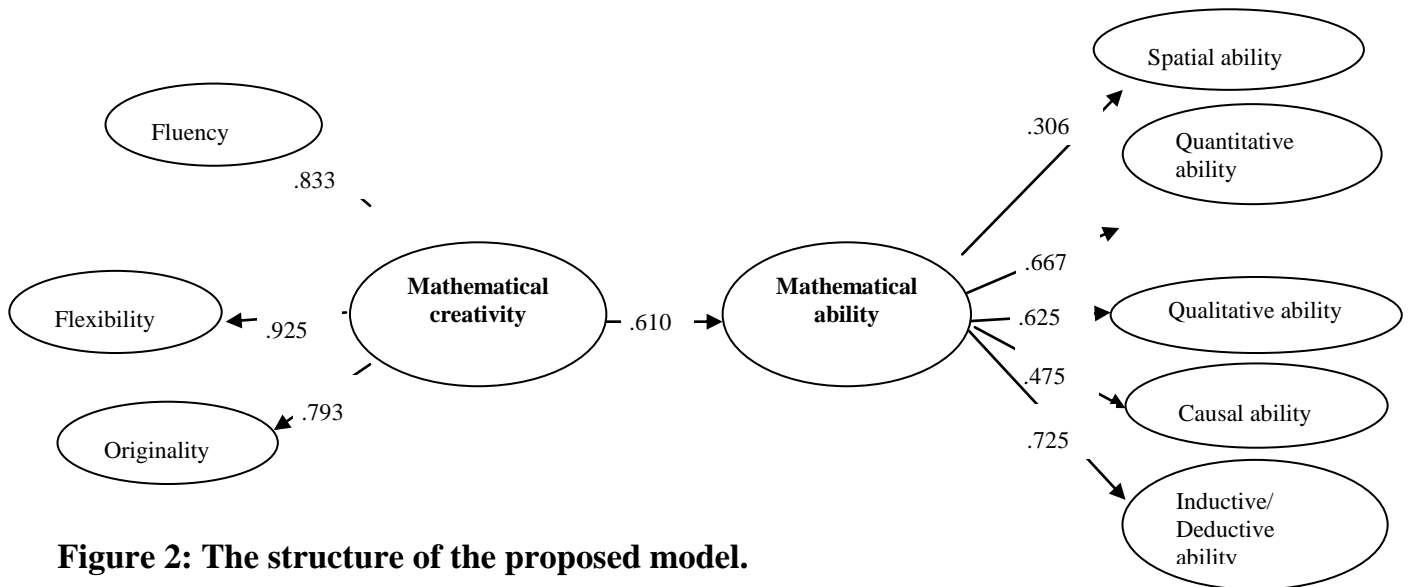 Spatial ability
.306
Fluency
Quantitative
ability
.833
.667
Mathematical
creativity
Mathematical
ability
Flexibility
.925
.610
.625
Qualitative ability
.475
.793
Causal ability
Originality
.725
Inductive/
Deductive
ability
Figure 2: The structure of the proposed model.